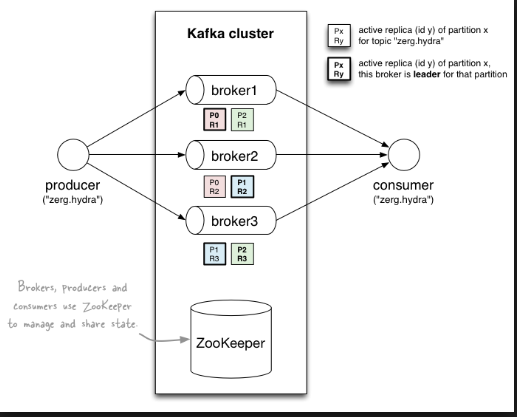 Kafka cluster
Px
Ry
active replica (id y) of partition x
for topic "zerg.hydra"
Px
Ry
active replica (id y) of partition x,
this broker is leader for that partition
broker1
P0
R1
P2
R1
producer
("zerg.hydra")
broker2
P0
R2
P1
R2
consumer
("zerg.hydra")
broker3
P1
R3
P2
R3
Brokers, producers and
consumers use ZooKeeper
to manage and share state.
ZooKeeper